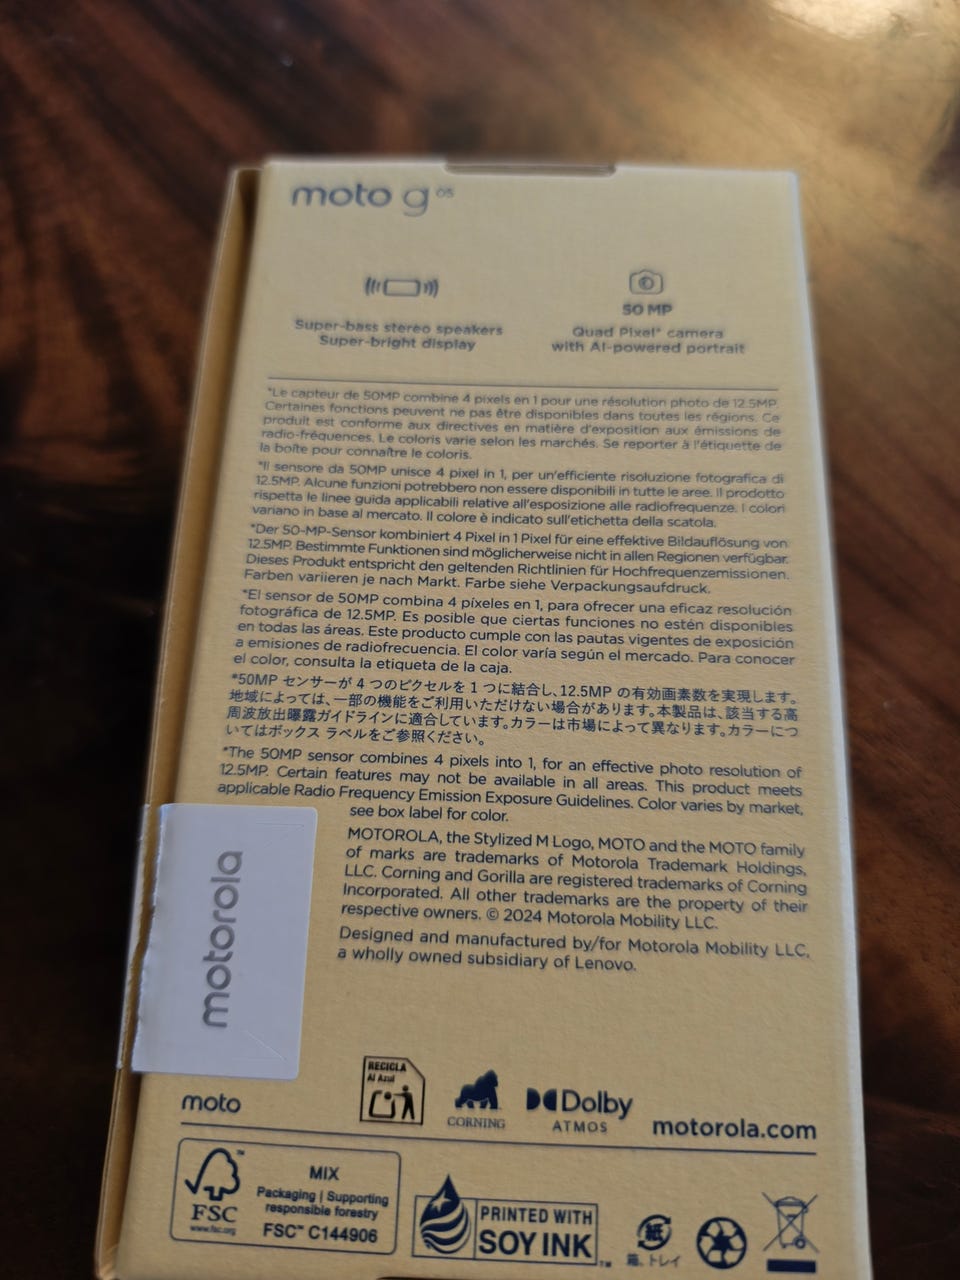 moto g 05
50 MP
Super-bass stereo speakers
Super-bright display
Quad Pixel* camera
with AI-powered portrait
*Le capteur de 50MP combine 4 pixels en 1 pour une résolution photo de 12.5MP.
Certaines fonctions peuvent ne pas être disponibles dans toutes les régions. Ce
produit est conforme aux directives en matière d'exposition aux émissions de
radio-fréquences. Le coloris varie selon les marchés. Se reporter à l'étiquette de
la boîte pour connaître le coloris.
*Il sensore da 50MP unisce 4 pixel in 1, per un'efficiente risoluzione fotografica di
12.5MP. Alcune funzioni potrebbero non essere disponibili in tutte le aree. Il prodotto
rispetta le linee guida applicabili relative all'esposizione alle radiofrequenze. I colori
variano in base al mercato. Il colore è indicato sull'etichetta della scatola.
*Der 50-MP-Sensor kombiniert 4 Pixel in 1 Pixel für eine effektive Bildauflösung von
12.5MP. Bestimmte Funktionen sind möglicherweise nicht in allen Regionen verfügbar.
Dieses Produkt entspricht den geltenden Richtlinien für Hochfrequenzemissionen.
Farben variieren je nach Markt. Farbe siehe Verpackungsaufdruck.
*El sensor de 50MP combina 4 píxeles en 1, para ofrecer una eficaz resolución
fotográfica de 12.5MP. Es posible que ciertas funciones no estén disponibles
en todas las áreas. Este producto cumple con las pautas vigentes de exposición
a emisiones de radiofrecuencia. El color varía según el mercado. Para conocer
el color, consulta la etiqueta de la caja.
*50MP センサーが 4 つのピクセルを 1 つに結合し、12.5MP の有効画素数を実現します。
地域によっては、一部の機能をご利用いただけない場合があります。本製品は、該当する高
周波放出曝露ガイドラインに適合しています。カラーは市場によって異なります。カラーにつ
いてはボックス ラベルをご参照ください。
*The 50MP sensor combines 4 pixels into 1, for an effective photo resolution of
12.5MP. Certain features may not be available in all areas. This product meets
applicable Radio Frequency Emission Exposure Guidelines. Color varies by market,
see box label for color.
MOTOROLA, the Stylized M Logo, MOTO and the MOTO family
of marks are trademarks of Motorola Trademark Holdings,
LLC. Corning and Gorilla are registered trademarks of Corning
Incorporated. All other trademarks are the property of their
respective owners. © 2024 Motorola Mobility LLC.
Designed and manufactured by/for Motorola Mobility LLC,
a wholly owned subsidiary of Lenovo.
motorola
RECICLA
Al Azul
CORNING
Dolby
ATMOS
moto
motorola.com
FSC™
www.fsc.org
MIX
Packaging | Supporting
responsible forestry
FSC™ C144906
PRINTED WITH
SOY INK™
紙
箱、トレイ